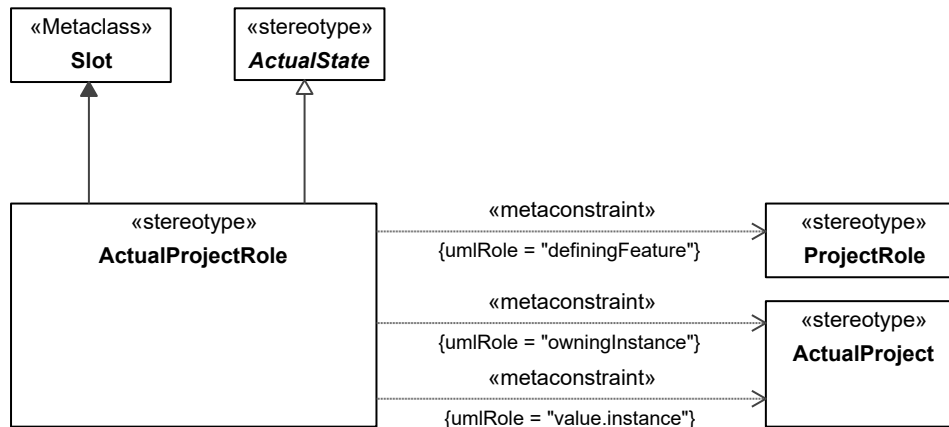 «Metaclass»
Slot
«stereotype»
ActualState
«stereotype»
ActualProjectRole
«metaconstraint»
{umlRole = "definingFeature"}
«stereotype»
ProjectRole
«metaconstraint»
{umlRole = "owningInstance"}
«metaconstraint»
{umlRole = "value.instance"}
«stereotype»
ActualProject